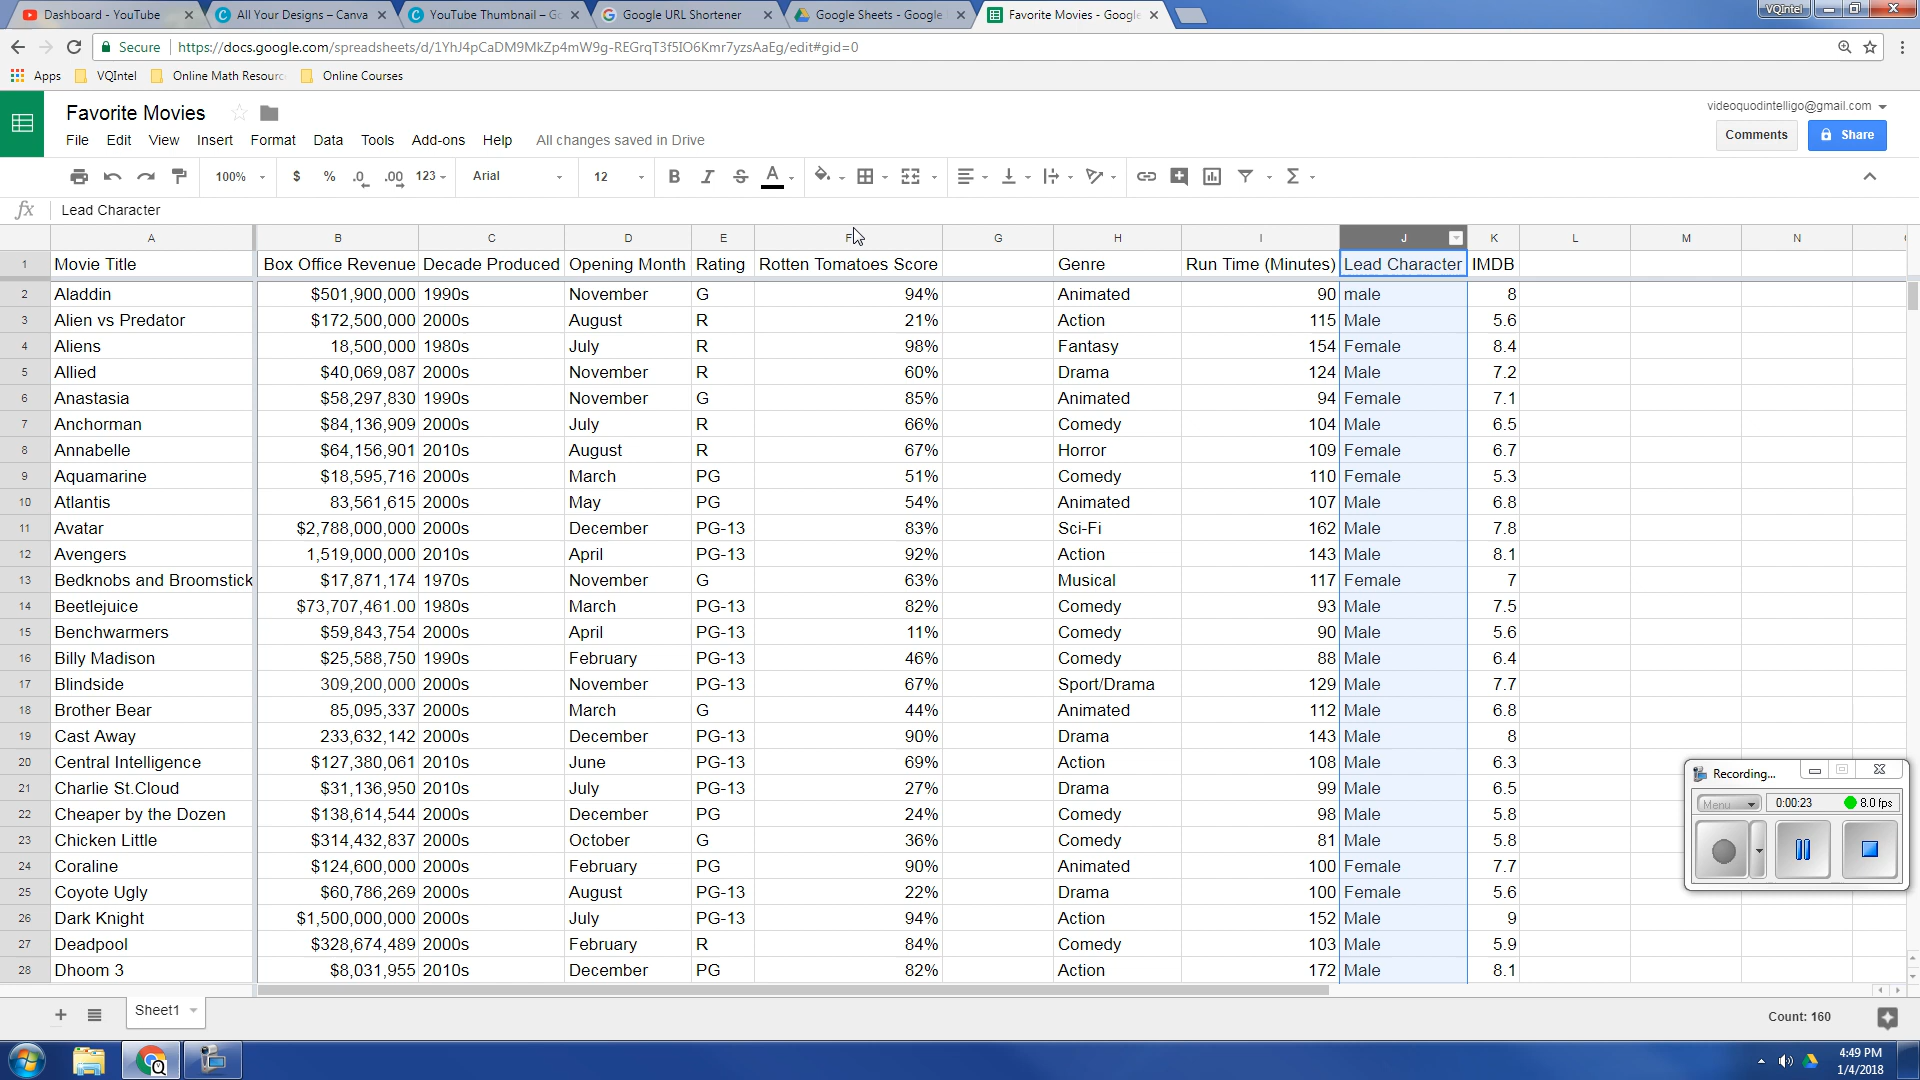 Dashboard - YouTube
All Your Designs – Canva
YouTube Thumbnail – Go
Google URL Shortener
Google Sheets - Google
Favorite Movies - Google
VQIntel
Secure https://docs.google.com/spreadsheets/d/1YhJ4pCaDM9MkZp4mW9g-REGrqT3f5IO6Kmr7yzsAaEg/edit#gid=0
Apps VQIntel Online Math Resourc Online Courses
Favorite Movies
videoquodintelligo@gmail.com
File Edit View Insert Format Data Tools Add-ons Help All changes saved in Drive
Comments Share
100% $ % .0 .00 123 Arial 12 B I S A Σ
fx Lead Character
A B C D E F G H I J K L M N
1 Movie Title Box Office Revenue Decade Produced Opening Month Rating Rotten Tomatoes Score Genre Run Time (Minutes) Lead Character IMDB
2 Aladdin $501,900,000 1990s November G 94% Animated 90 male 8
3 Alien vs Predator $172,500,000 2000s August R 21% Action 115 Male 5.6
4 Aliens 18,500,000 1980s July R 98% Fantasy 154 Female 8.4
5 Allied $40,069,087 2000s November R 60% Drama 124 Male 7.2
6 Anastasia $58,297,830 1990s November G 85% Animated 94 Female 7.1
7 Anchorman $84,136,909 2000s July R 66% Comedy 104 Male 6.5
8 Annabelle $64,156,901 2010s August R 67% Horror 109 Female 6.7
9 Aquamarine $18,595,716 2000s March PG 51% Comedy 110 Female 5.3
10 Atlantis 83,561,615 2000s May PG 54% Animated 107 Male 6.8
11 Avatar $2,788,000,000 2000s December PG-13 83% Sci-Fi 162 Male 7.8
12 Avengers 1,519,000,000 2010s April PG-13 92% Action 143 Male 8.1
13 Bedknobs and Broomstick $17,871,174 1970s November G 63% Musical 117 Female 7
14 Beetlejuice $73,707,461.00 1980s March PG-13 82% Comedy 93 Male 7.5
15 Benchwarmers $59,843,754 2000s April PG-13 11% Comedy 90 Male 5.6
16 Billy Madison $25,588,750 1990s February PG-13 46% Comedy 88 Male 6.4
17 Blindside 309,200,000 2000s November PG-13 67% Sport/Drama 129 Male 7.7
18 Brother Bear 85,095,337 2000s March G 44% Animated 112 Male 6.8
19 Cast Away 233,632,142 2000s December PG-13 90% Drama 143 Male 8
20 Central Intelligence $127,380,061 2010s June PG-13 69% Action 108 Male 6.3
21 Charlie St.Cloud $31,136,950 2010s July PG-13 27% Drama 99 Male 6.5
22 Cheaper by the Dozen $138,614,544 2000s December PG 24% Comedy 98 Male 5.8
23 Chicken Little $314,432,837 2000s October G 36% Comedy 81 Male 5.8
24 Coraline $124,600,000 2000s February PG 90% Animated 100 Female 7.7
25 Coyote Ugly $60,786,269 2000s August PG-13 22% Drama 100 Female 5.6
26 Dark Knight $1,500,000,000 2000s July PG-13 94% Action 152 Male 9
27 Deadpool $328,674,489 2000s February R 84% Comedy 103 Male 5.9
28 Dhoom 3 $8,031,955 2010s December PG 82% Action 172 Male 8.1
Recording...
Menu 0:00:23 8.0 fps
Sheet1
Count: 160
4:49 PM
1/4/2018